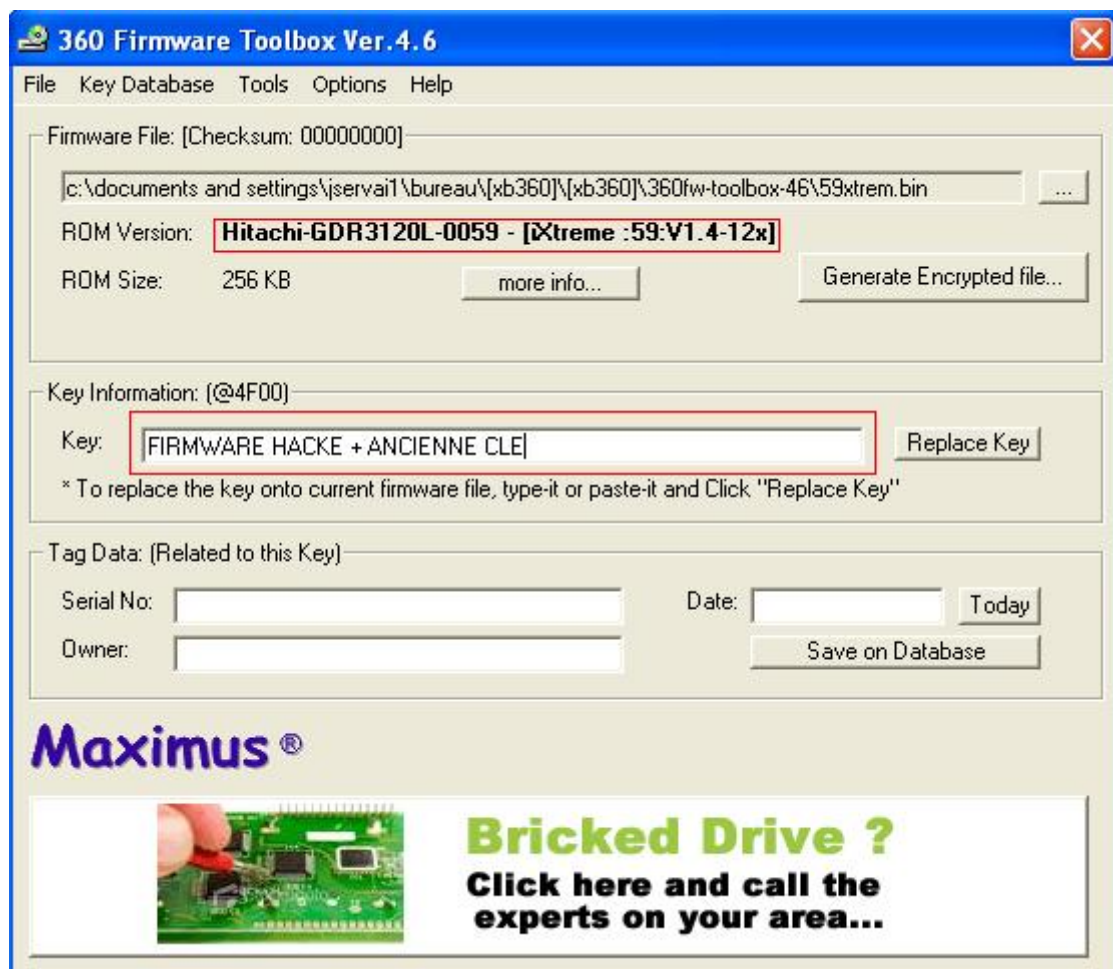 360 Firmware Toolbox Ver.4.6
File Key Database Tools Options Help
Firmware File: [Checksum: 00000000]
c:\documents and settings\jservai1\bureau\[xb360]\[xb360]\360fw-toolbox-46\59xtrem.bin ...
ROM Version: Hitachi-GDR3120L-0059 - [iXtreme :59:V1.4-12x]
ROM Size: 256 KB more info... Generate Encrypted file...
Key Information: (@4F00)
Key: FIRMWARE HACKE + ANCIENNE CLE Replace Key
* To replace the key onto current firmware file, type-it or paste-it and Click "Replace Key"
Tag Data: (Related to this Key)
Serial No: Date: Today
Owner: Save on Database
Maximus ®
Bricked Drive ?
Click here and call the
experts on your area...